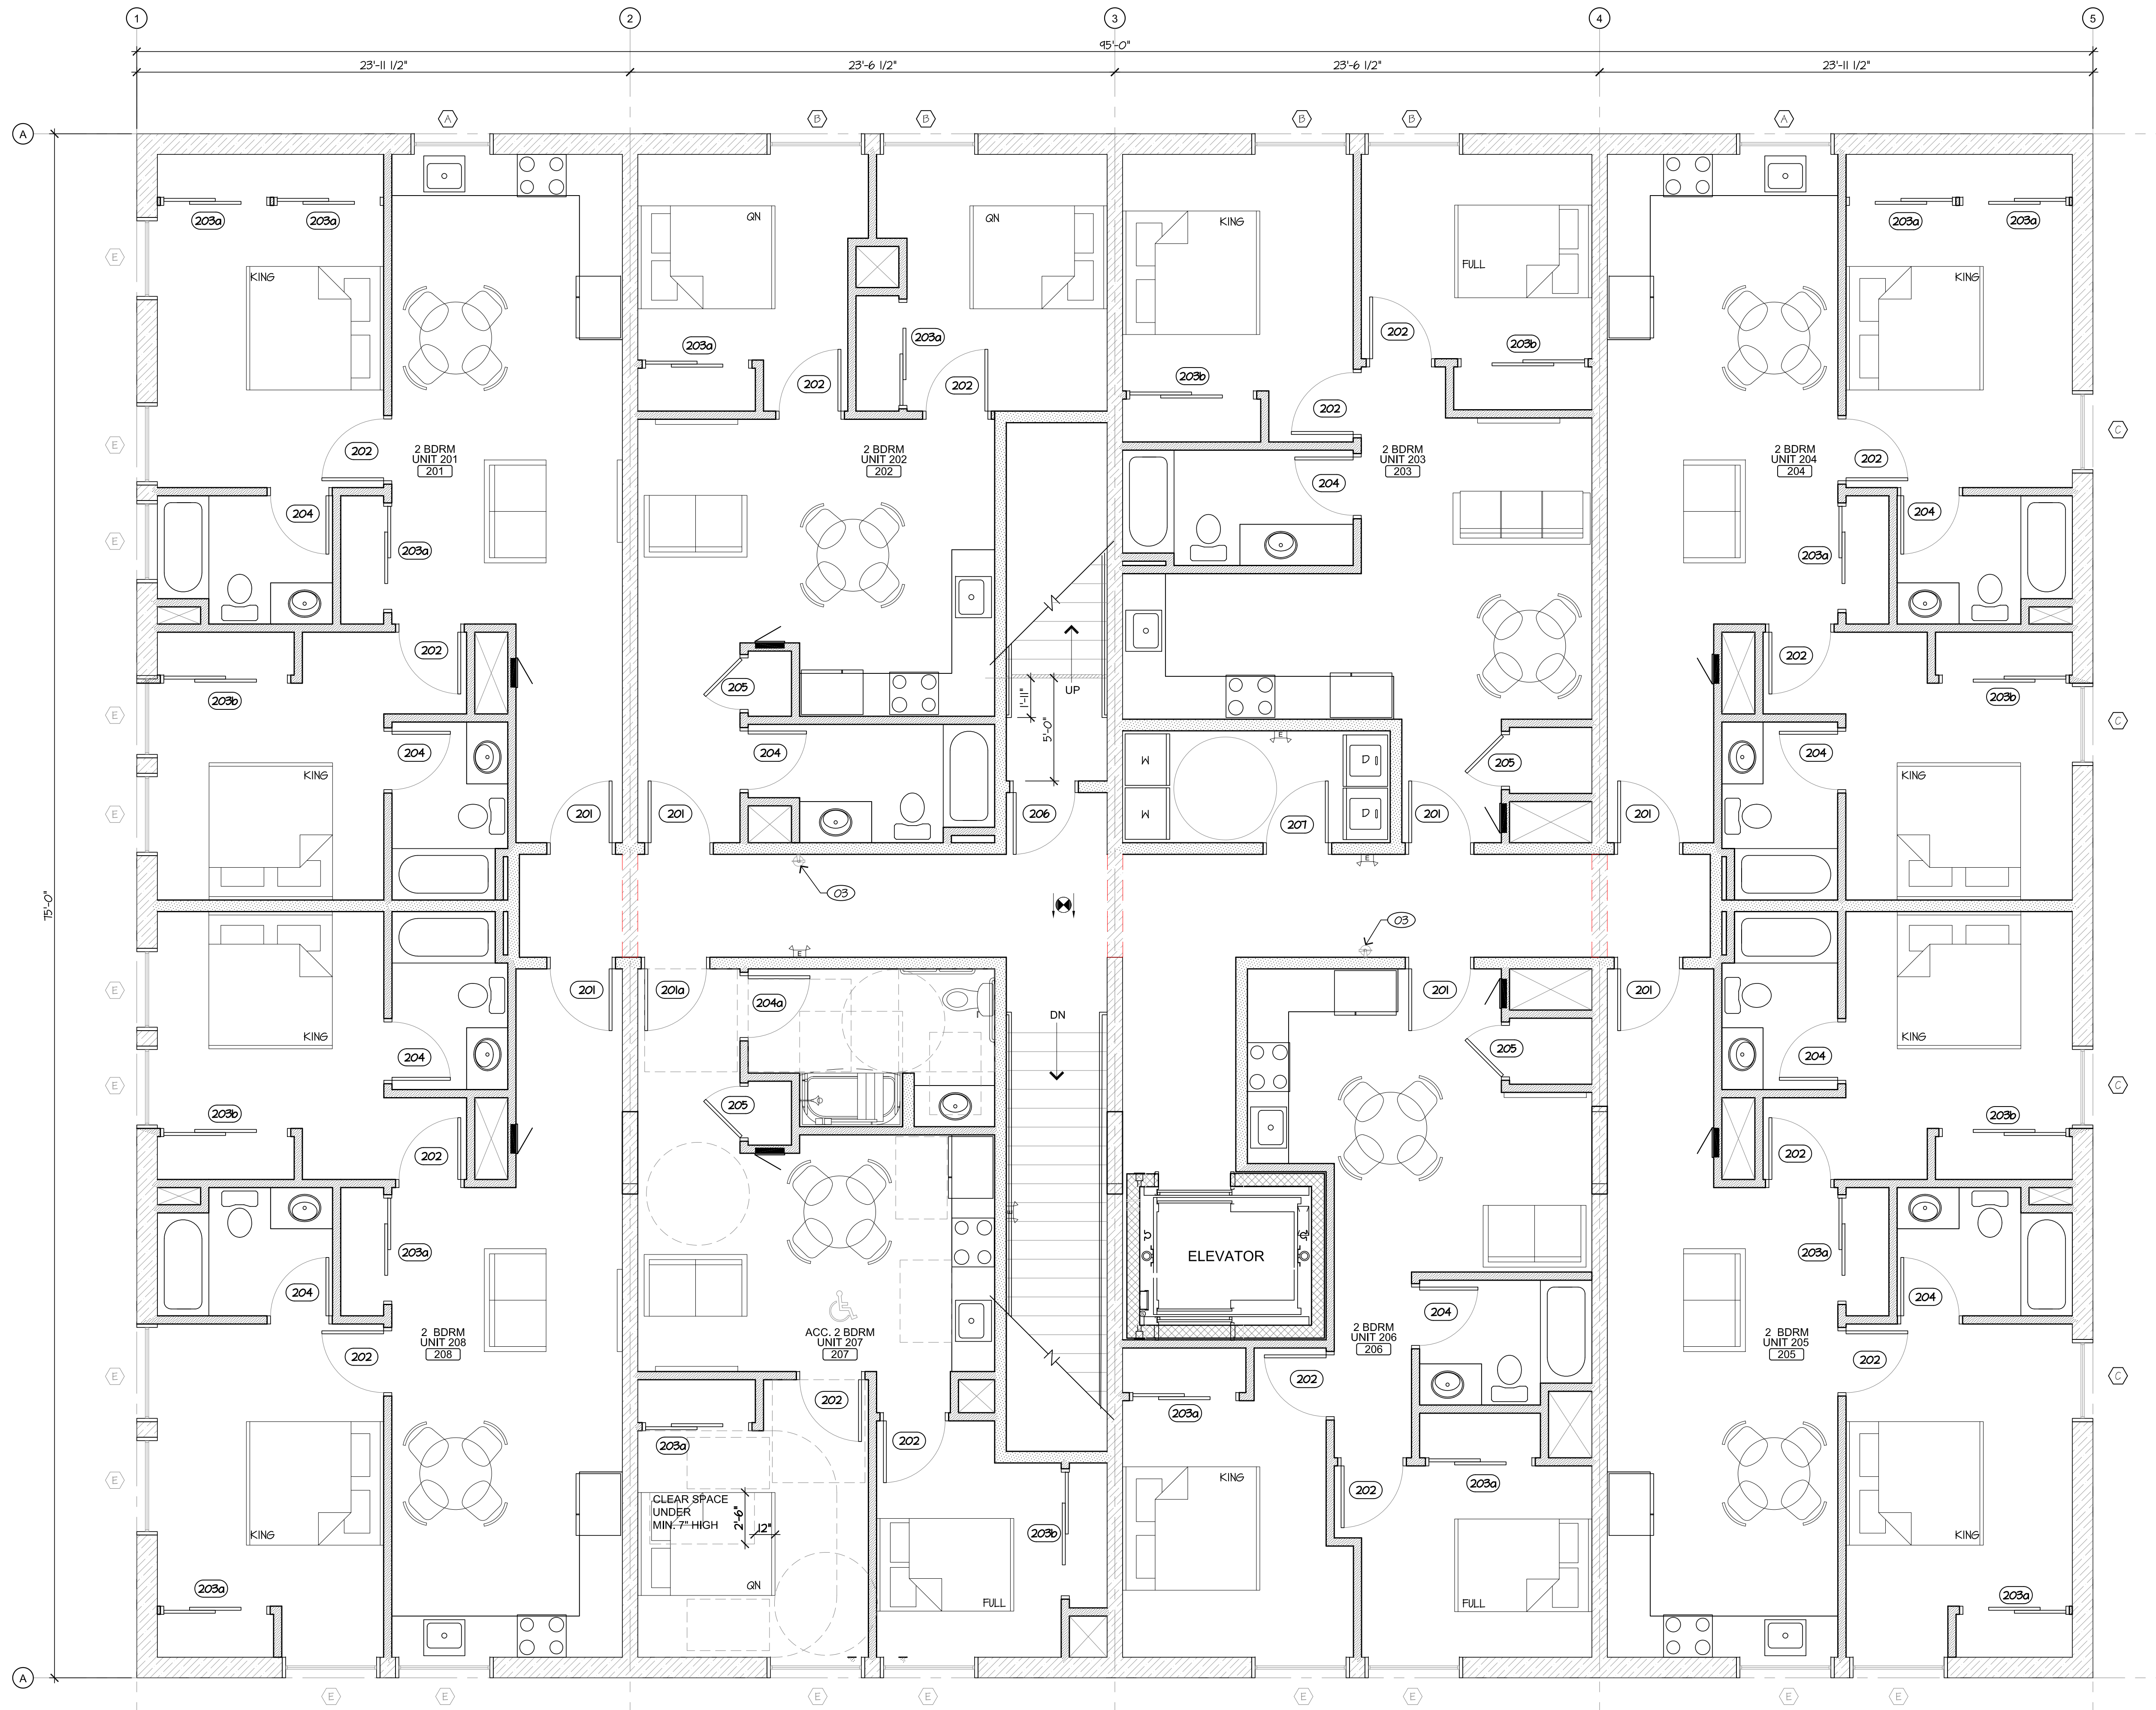 1 2 3 4 5
95'-0"
23'-11 1/2" 23'-6 1/2" 23'-6 1/2" 23'-11 1/2"
A B B B B A
A
203a 203a QN QN KING FULL 203a 203a
E KING KING
203a 203a 202 203b
202 202 203b 202
E 202 2 BDRM
UNIT 201
201
2 BDRM
UNIT 202
202
2 BDRM
UNIT 203
203
2 BDRM
UNIT 204
204
202 C
204 204 204
E 203a 203a
202 205 UP 202
1'-11"
5'-0"
203b 203b
E C
204 204 205 204
E D
KING W KING
W D
201 201 206 207 201 201
E E
75'-0"
03
03
E
E 201 201a 204a DN 201 201
KING KING
204 205 205 204
E C
203b 203b
202 202
203a E ELEVATOR 203a
204 204 204
ACC. 2 BDRM
UNIT 207
207
2 BDRM
UNIT 208
208
2 BDRM
UNIT 206
206
2 BDRM
UNIT 205
205
202 202
E 202 202 C
203a 202 203a
E 203a KING 202 203a
CLEAR SPACE
UNDER
MIN. 7" HIGH
2'-6"
12"
KING 203b KING
203a QN FULL FULL 203a
A
E E E E E E E E